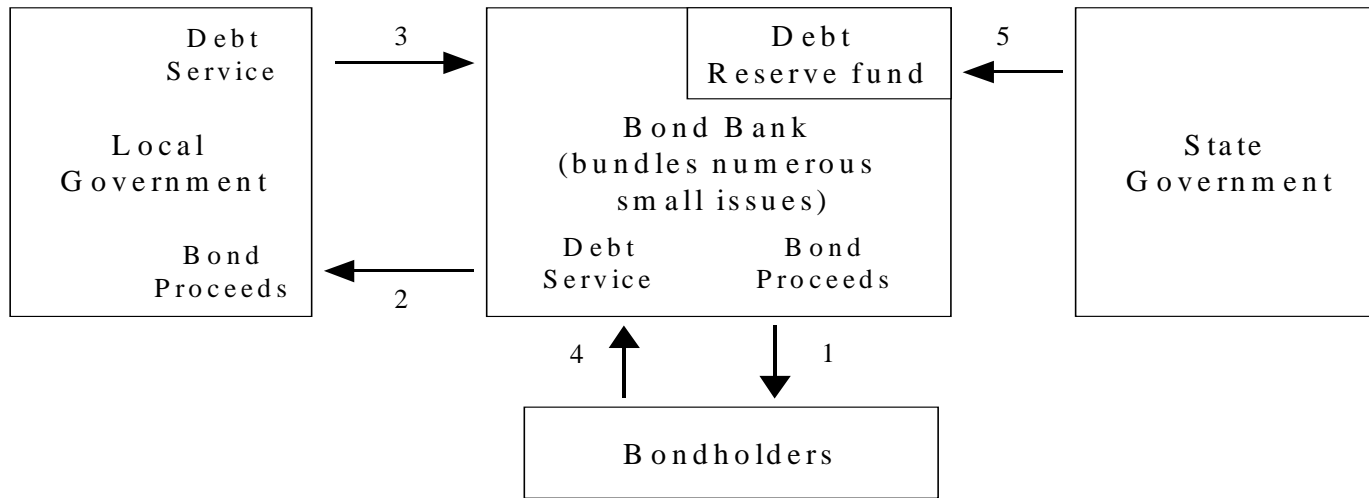 Debt
Service
3
Local
Government
Bond
Proceeds
2
Debt
Reserve fund
Bond Bank
(bundles numerous
small issues)
Debt
Service
Bond
Proceeds
5
State
Government
4
1
Bondholders